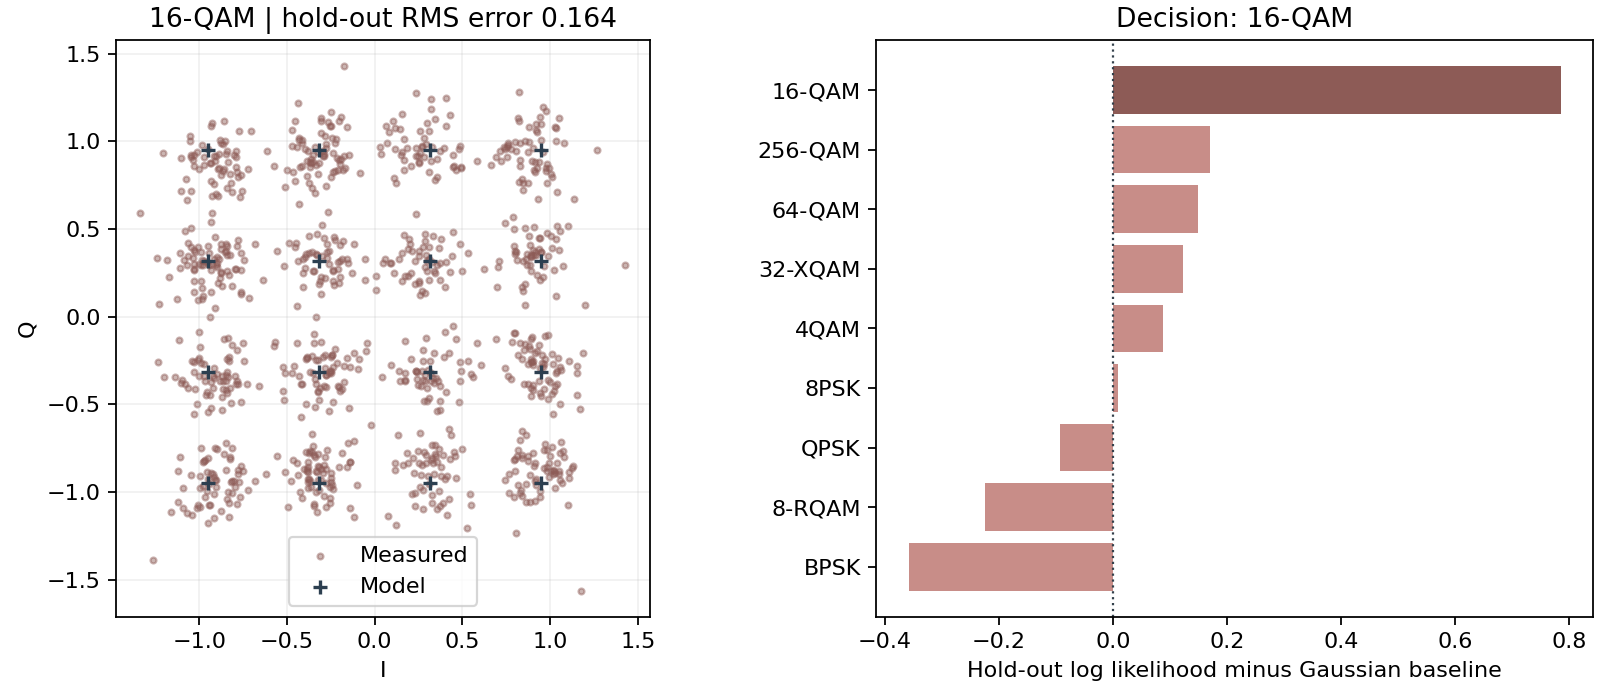 16-QAM | hold-out RMS error 0.164
1.5
1.0
0.5
0.0
−0.5
−1.0
−1.5
Q
Measured
Model
−1.0
−0.5
0.0
0.5
1.0
1.5
I
Decision: 16-QAM
16-QAM
256-QAM
64-QAM
32-XQAM
4QAM
8PSK
QPSK
8-RQAM
BPSK
−0.4
−0.2
0.0
0.2
0.4
0.6
0.8
Hold-out log likelihood minus Gaussian baseline